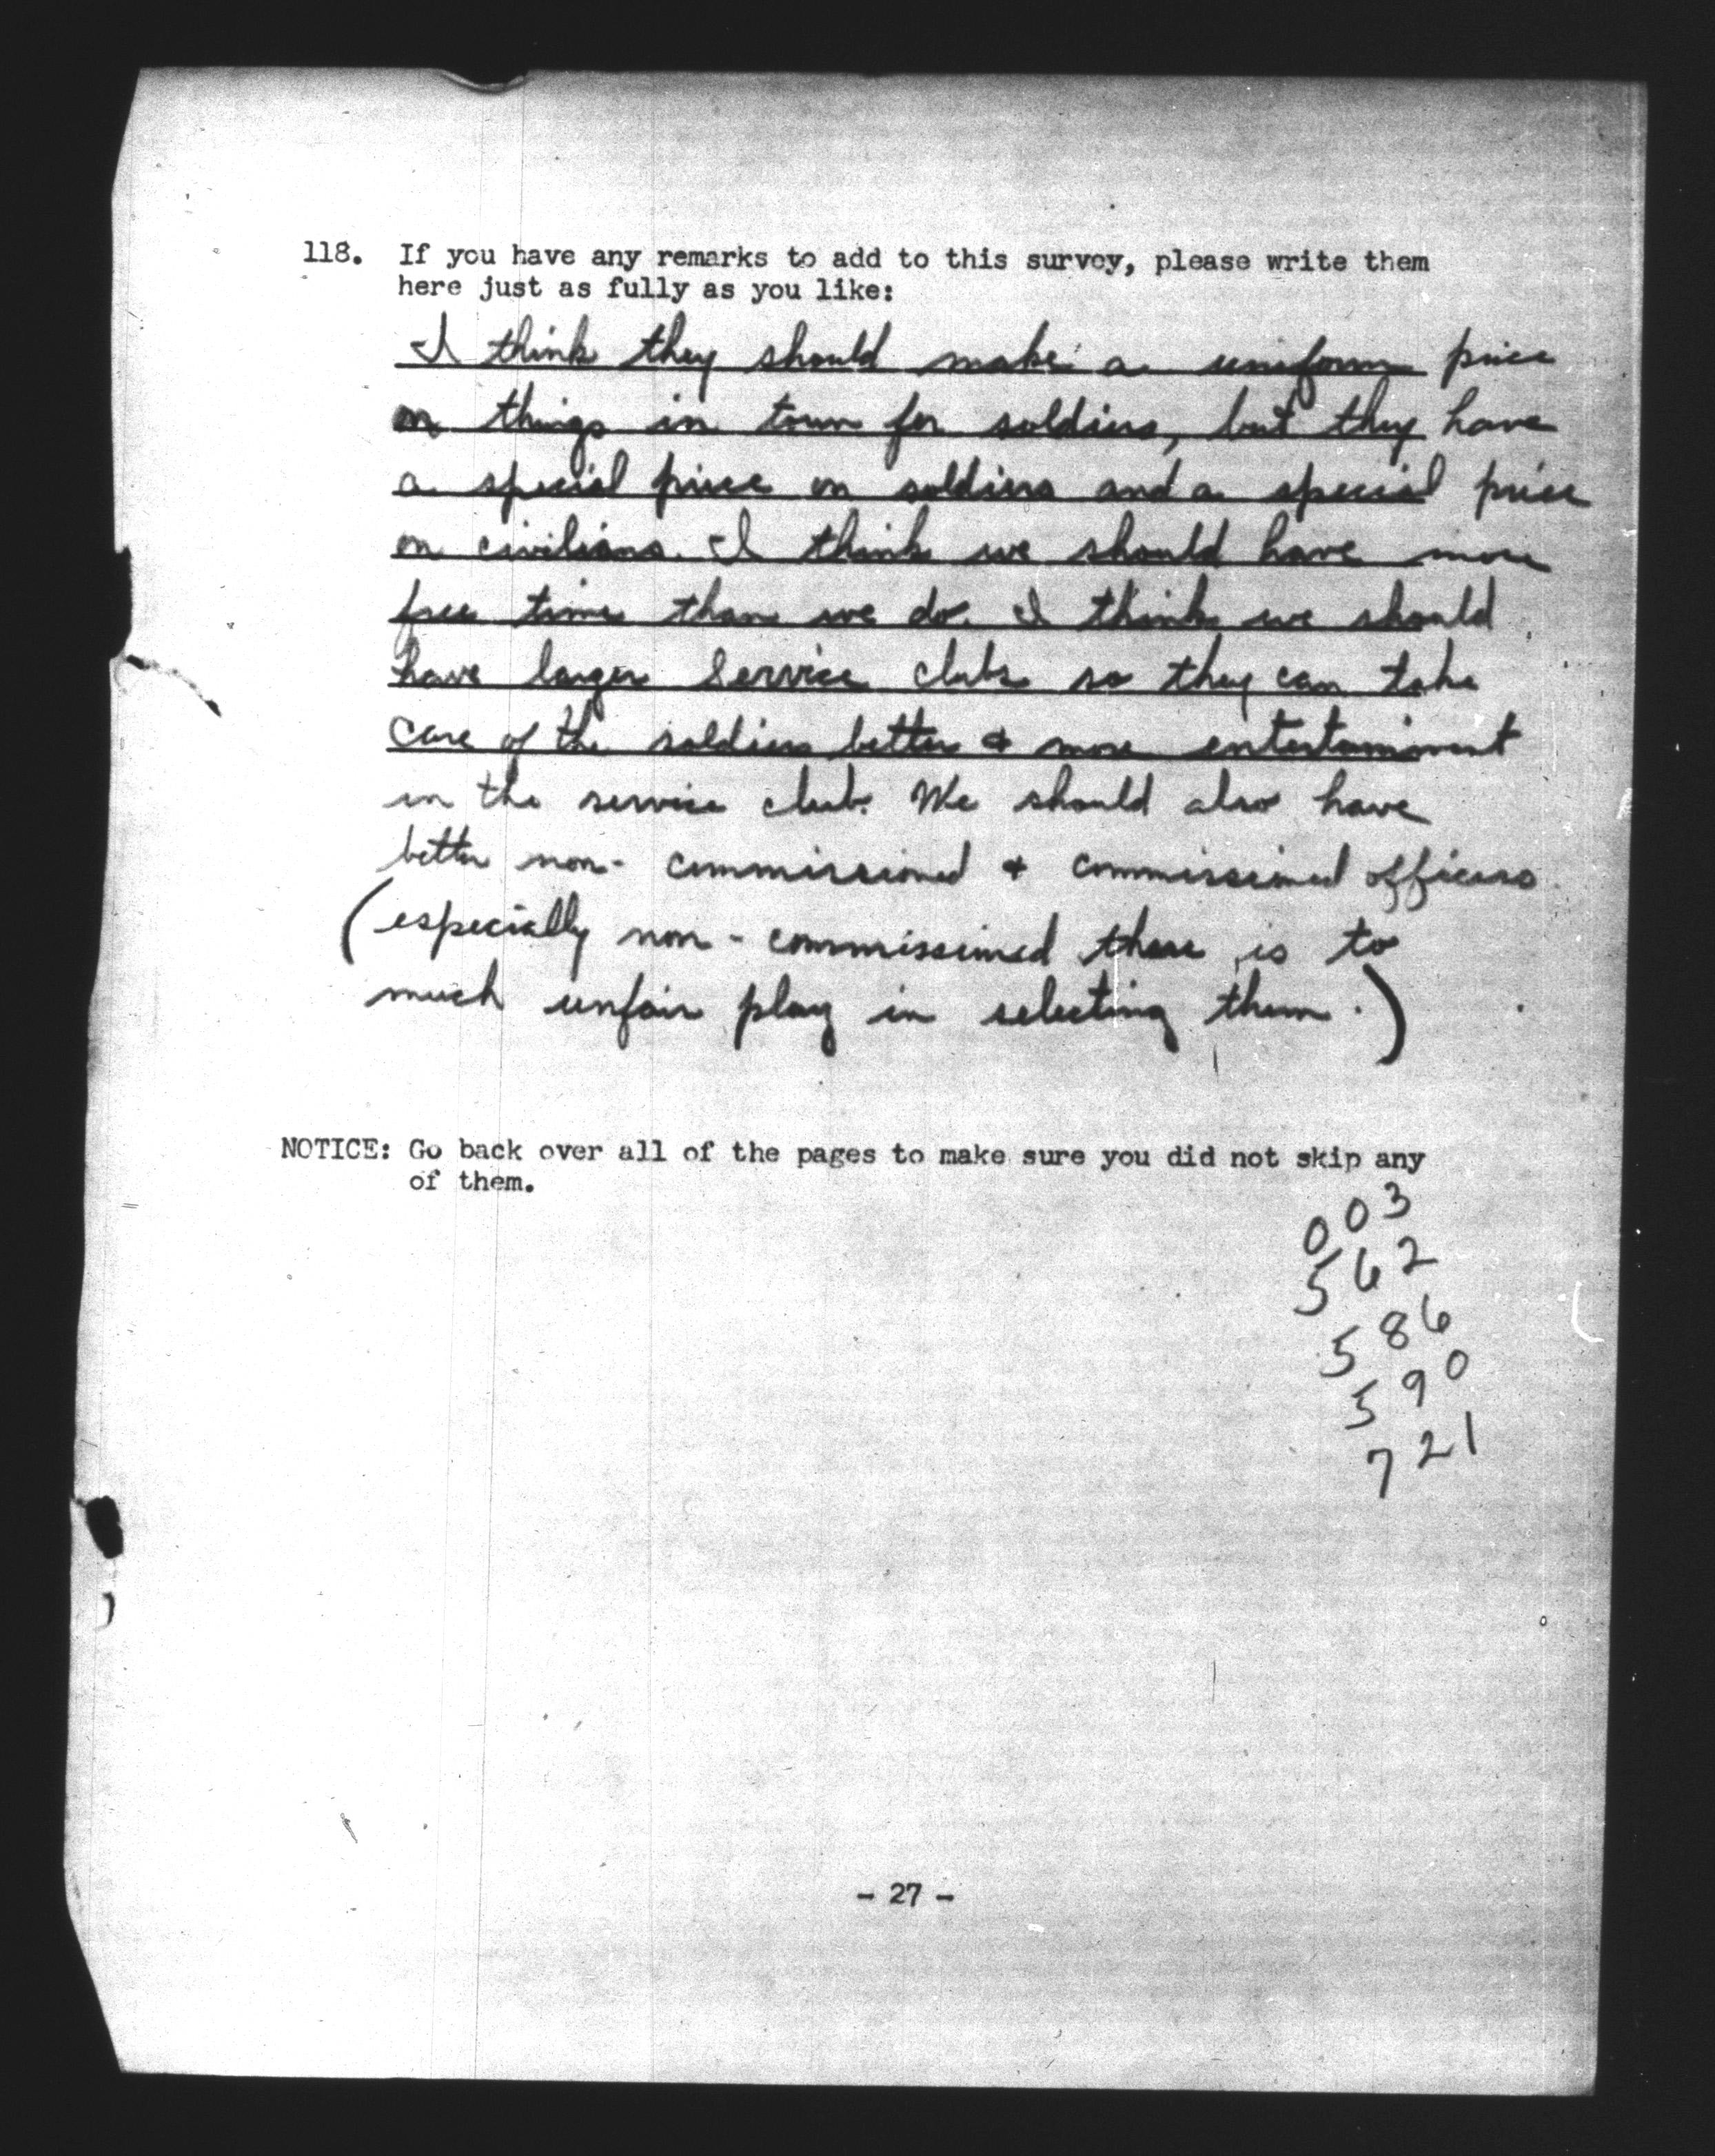 118. If you have any remarks to add to this survey, please write them
here just as fully as you like:
I think they should make a uniform price
on things in town for soldiers, but they have
a special price on soldiers and a special price
on civilians. I think we should have more
free time than we do. I think we should
have larger Service clubs so they can take
care of the soldiers better & more entertainment
in the service club. We should also have
better non-commissioned & commissioned officers
(especially non-commissioned there is to
much unfair play in selecting them.)
NOTICE: Go back over all of the pages to make sure you did not skip any
of them.
003
562
586
590
721
- 27 -